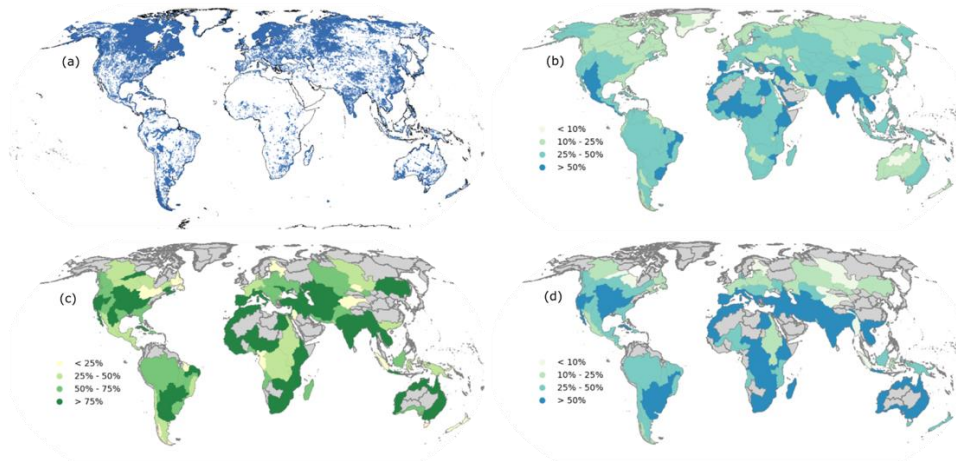 (a)
(b)
< 10%
10% - 25%
25% - 50%
> 50%
(c)
< 25%
25% - 50%
50% - 75%
> 75%
(d)
< 10%
10% - 25%
25% - 50%
> 50%